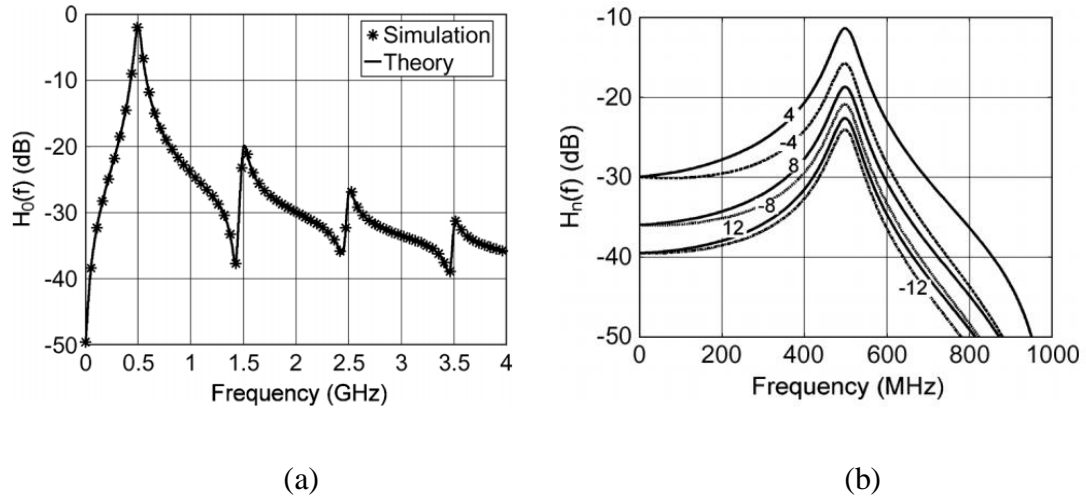 0
-10
-20
-30
-40
-50
H₀(f) (dB)
Simulation
Theory
0 0.5 1 1.5 2 2.5 3 3.5 4
Frequency (GHz)
(a)
-10
-20
-30
-40
-50
Hₙ(f) (dB)
4
-4
8
-8
12
-12
0 200 400 600 800 1000
Frequency (MHz)
(b)